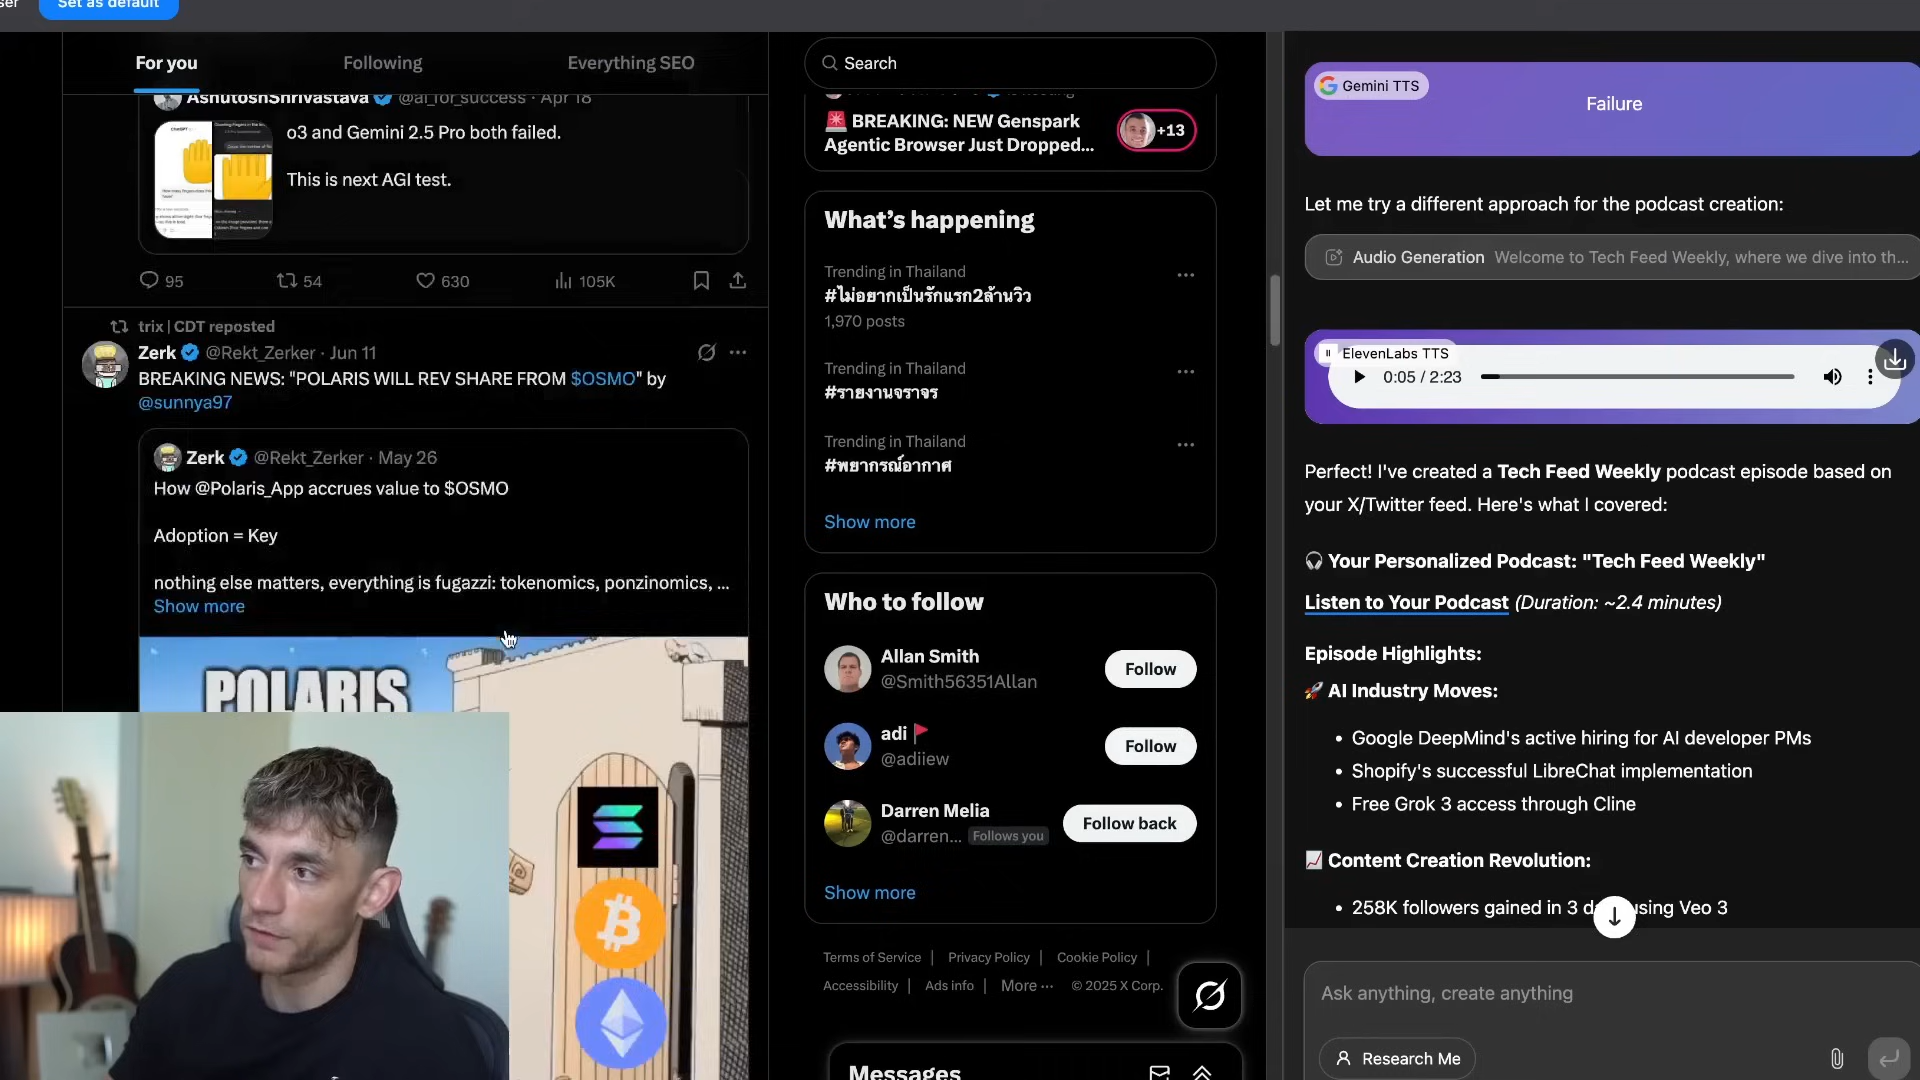 Set as default
For you
Following
Everything SEO
AshutoshShrivastava @ai_for_success · Apr 18
o3 and Gemini 2.5 Pro both failed.
This is next AGI test.
95
54
630
105K
trix | CDT reposted
Zerk @Rekt_Zerker · Jun 11
BREAKING NEWS: "POLARIS WILL REV SHARE FROM $OSMO" by
@sunnya97
Zerk @Rekt_Zerker · May 26
How @Polaris_App accrues value to $OSMO
Adoption = Key
nothing else matters, everything is fugazzi: tokenomics, ponzinomics, ...
Show more
POLARIS
Search
🚨 BREAKING: NEW Genspark
Agentic Browser Just Dropped...
+13
What's happening
Trending in Thailand
#ไม่อยากเป็นรักแรก2ล้านวิว
1,970 posts
Trending in Thailand
#รายงานจราจร
Trending in Thailand
#พยากรณ์อากาศ
Show more
Who to follow
Allan Smith
@Smith56351Allan
Follow
adi 🚩
@adiiew
Follow
Darren Melia
@darren... Follows you
Follow back
Show more
Terms of Service | Privacy Policy | Cookie Policy |
Accessibility | Ads info | More ··· © 2025 X Corp.
Messages
Gemini TTS
Failure
Let me try a different approach for the podcast creation:
Audio Generation Welcome to Tech Feed Weekly, where we dive into th...
ElevenLabs TTS
0:05 / 2:23
Perfect! I've created a Tech Feed Weekly podcast episode based on
your X/Twitter feed. Here's what I covered:
🎧 Your Personalized Podcast: "Tech Feed Weekly"
Listen to Your Podcast (Duration: ~2.4 minutes)
Episode Highlights:
🚀 AI Industry Moves:
• Google DeepMind's active hiring for AI developer PMs
• Shopify's successful LibreChat implementation
• Free Grok 3 access through Cline
📈 Content Creation Revolution:
• 258K followers gained in 3 using Veo 3
Ask anything, create anything
Research Me